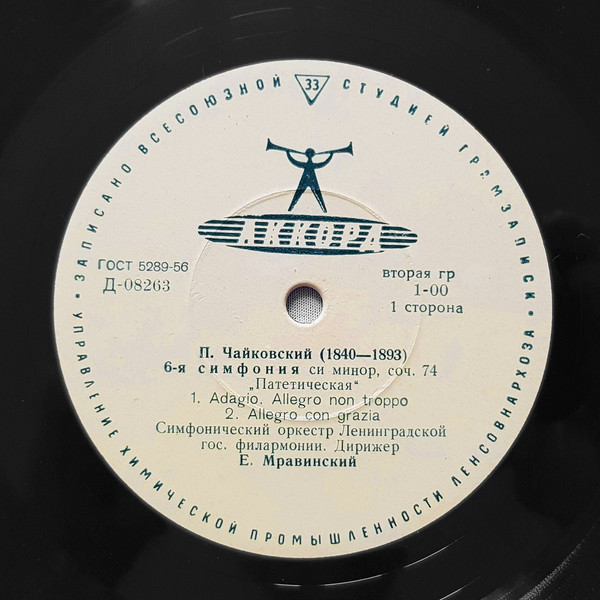 ЗАПИСАНО ВСЕСОЮЗНОЙ СТУДИЕЙ ГРАМЗАПИСИ
33
АККОРД
ГОСТ 5289-56
Д-08263
вторая гр
1-00
1 сторона
П. Чайковский (1840—1893)
6-я симфония си минор, соч. 74
„Патетическая“
1. Adagio. Allegro non troppo
2. Allegro con grazia
Симфонический оркестр Ленинградской
гос. филармонии. Дирижер
Е. Мравинский
УПРАВЛЕНИЕ ХИМИЧЕСКОЙ ПРОМЫШЛЕННОСТИ ЛЕНСОВНАРХОЗА